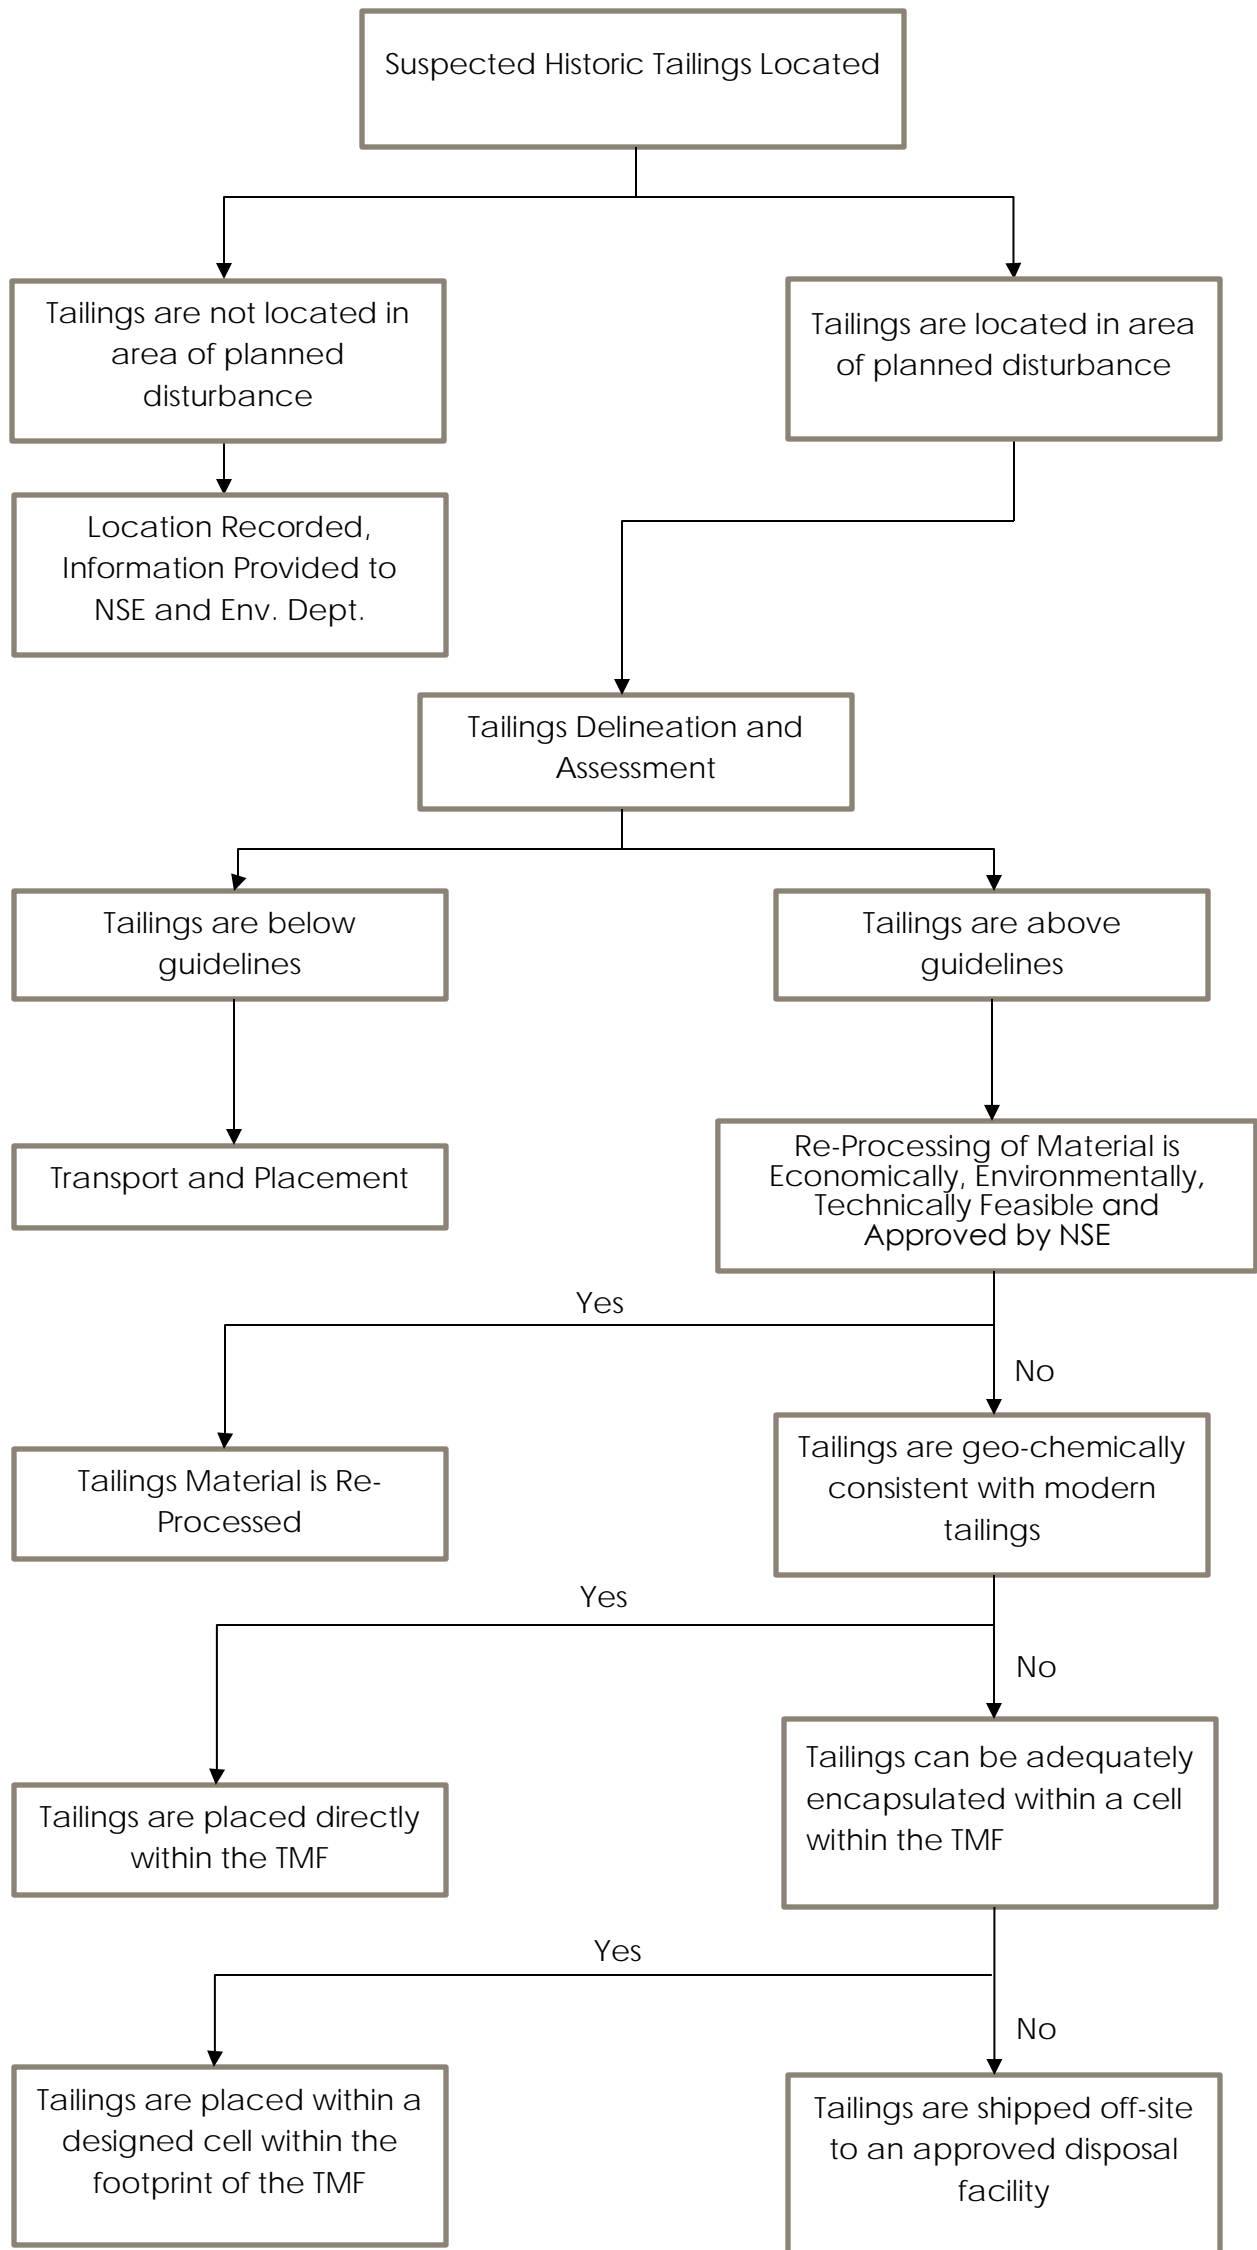 Suspected Historic Tailings Located
Tailings are not located in
area of planned
disturbance
Tailings are located in area
of planned disturbance
Location Recorded,
Information Provided to
NSE and Env. Dept.
Tailings Delineation and
Assessment
Tailings are below
guidelines
Tailings are above
guidelines
Transport and Placement
Re-Processing of Material is
Economically, Environmentally,
Technically Feasible and
Approved by NSE
Yes
No
Tailings Material is Re-
Processed
Tailings are geo-chemically
consistent with modern
tailings
Yes
No
Tailings are placed directly
within the TMF
Tailings can be adequately
encapsulated within a cell
within the TMF
Yes
No
Tailings are placed within a
designed cell within the
footprint of the TMF
Tailings are shipped off-site
to an approved disposal
facility